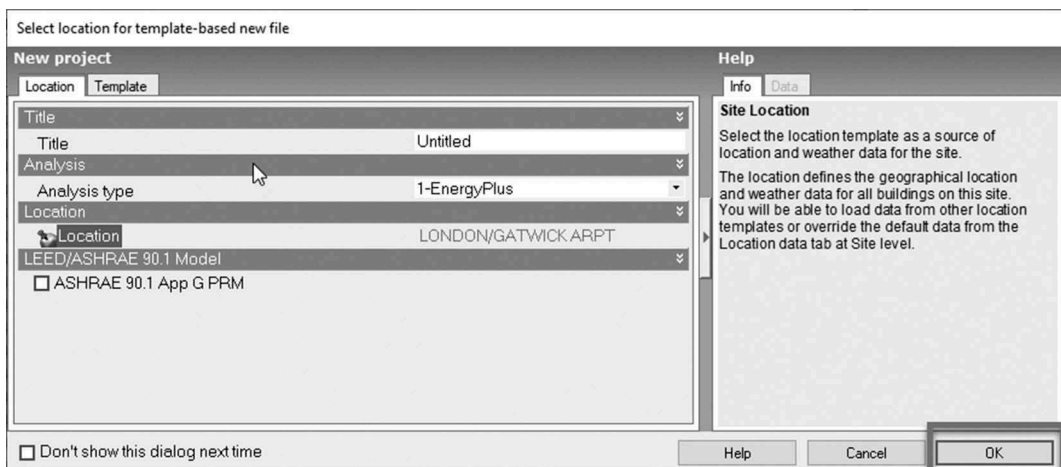 Select location for template-based new file
New project
Location Template
Title
Title Untitled
Analysis
Analysis type 1-EnergyPlus
Location
Location LONDON/GATWICK ARPT
LEED/ASHRAE 90.1 Model
ASHRAE 90.1 App G PRM
Help
Info Data
Site Location
Select the location template as a source of
location and weather data for the site.
The location defines the geographical location
and weather data for all buildings on this site.
You will be able to load data from other location
templates or override the default data from the
Location data tab at Site level.
Don't show this dialog next time
Help Cancel OK